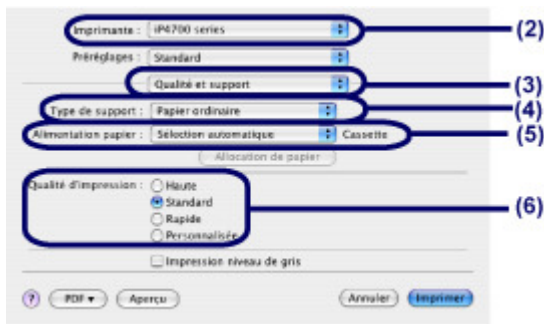 Imprimante : iP4700 series (2)
Préréglages : Standard
Qualité et support (3)
Type de support : Papier ordinaire (4)
Alimentation papier : Sélection automatique Cassette (5)
Allocation de papier
Qualité d'impression : Haute
Standard (6)
Rapide
Personnalisée
Impression niveau de gris
? PDF ▼ Aperçu Annuler Imprimer